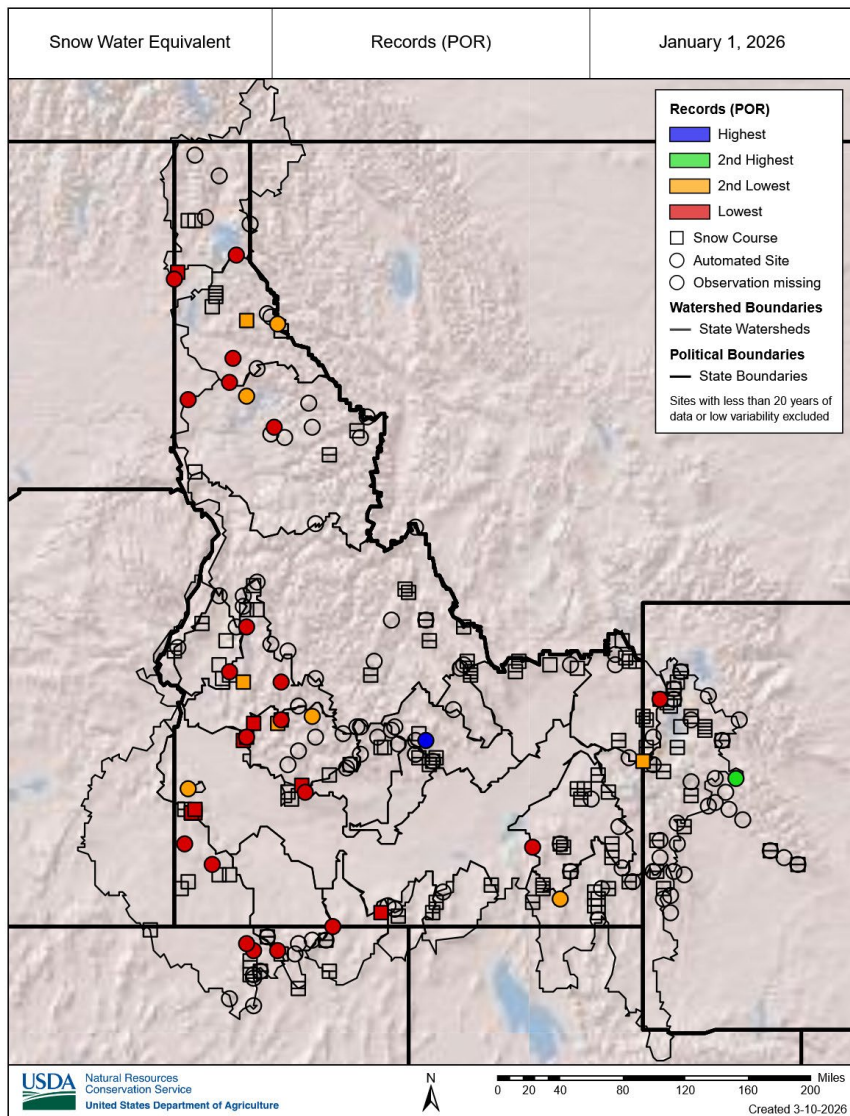 Snow Water Equivalent
Records (POR)
January 1, 2026
Records (POR)
Highest
2nd Highest
2nd Lowest
Lowest
Snow Course
Automated Site
Observation missing
Watershed Boundaries
State Watersheds
Political Boundaries
State Boundaries
Sites with less than 20 years of
data or low variability excluded
USDA
Natural Resources
Conservation Service
United States Department of Agriculture
N
Miles
0 20 40 80 120 160 200
Created 3-10-2026